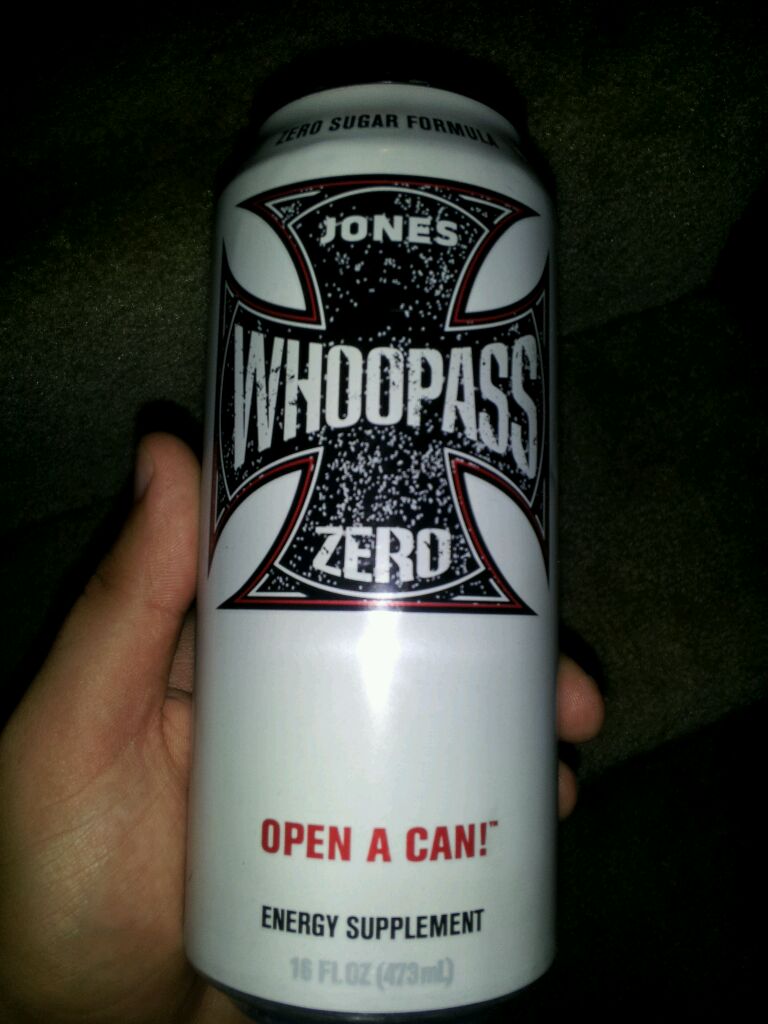 ZERO SUGAR FORMULA
JONES
WHOOPASS
ZERO
OPEN A CAN!™
ENERGY SUPPLEMENT
16 FL.OZ (473mL)